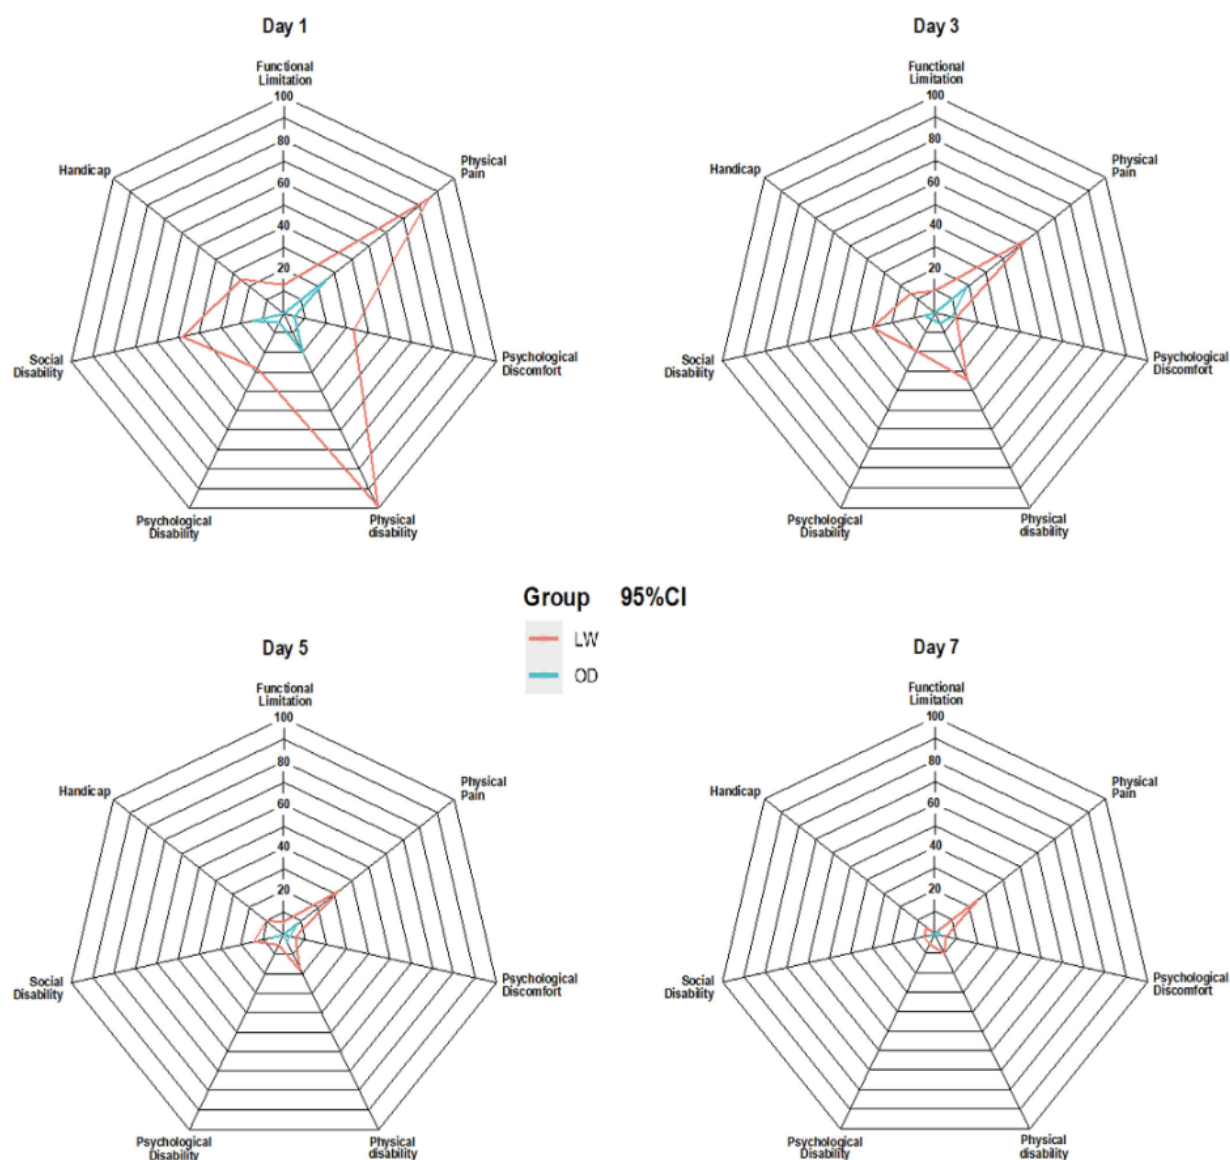 Day 1
Functional
Limitation
100
80
60
40
20
Physical
Pain
Psychological
Discomfort
Physical
disability
Psychological
Disability
Social
Disability
Handicap
Day 3
Functional
Limitation
100
80
60
40
20
Physical
Pain
Psychological
Discomfort
Physical
disability
Psychological
Disability
Social
Disability
Handicap
Group 95%CI
LW
OD
Day 5
Functional
Limitation
100
80
60
40
20
Physical
Pain
Psychological
Discomfort
Physical
disability
Psychological
Disability
Social
Disability
Handicap
Day 7
Functional
Limitation
100
80
60
40
20
Physical
Pain
Psychological
Discomfort
Physical
disability
Psychological
Disability
Social
Disability
Handicap